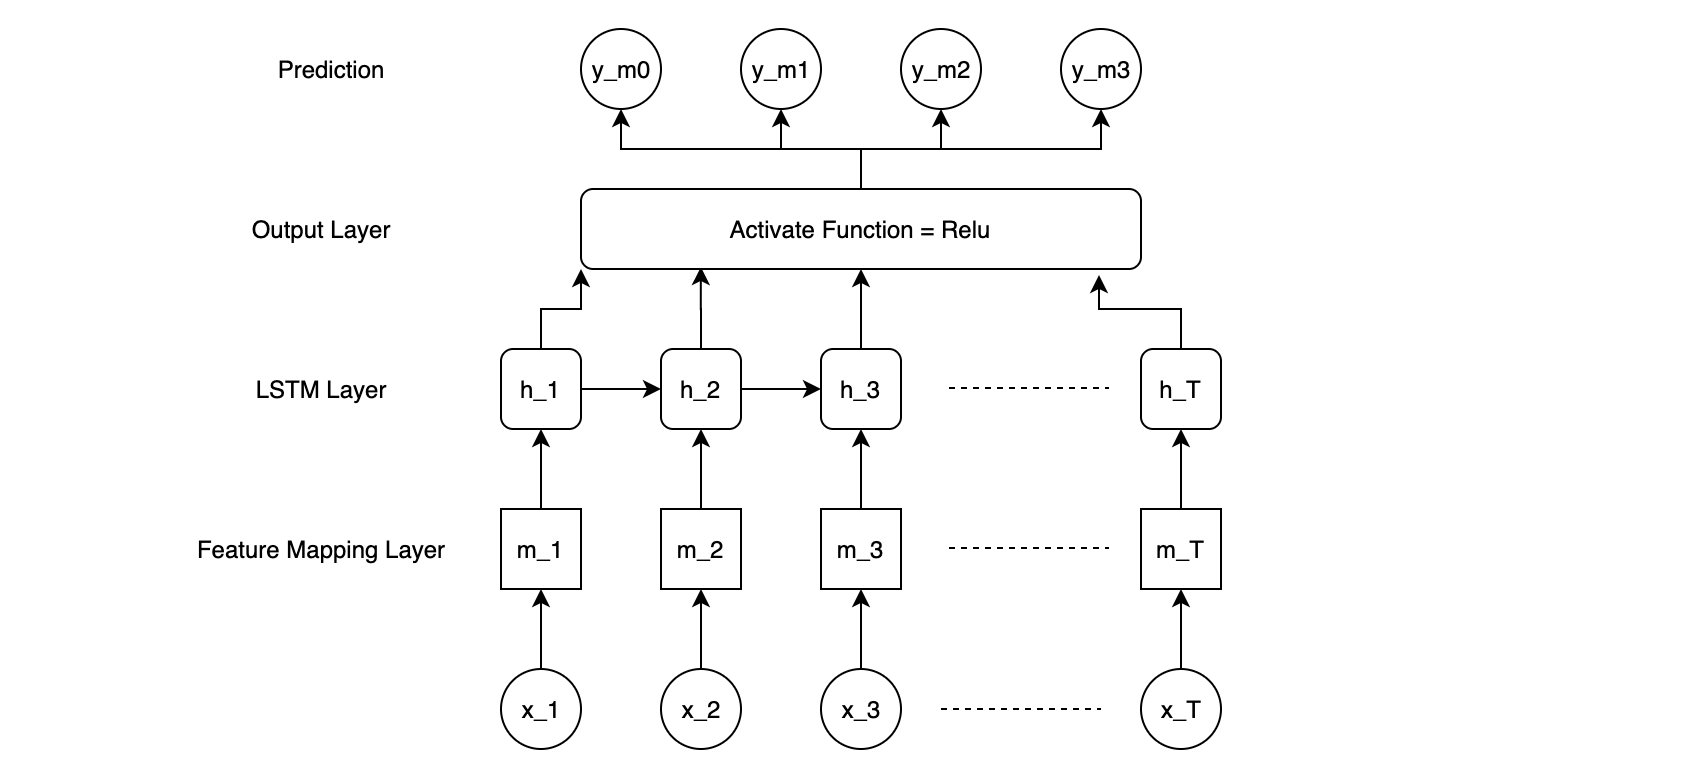 Prediction
y_m0
y_m1
y_m2
y_m3
Output Layer
Activate Function = Relu
LSTM Layer
h_1
h_2
h_3
h_T
Feature Mapping Layer
m_1
m_2
m_3
m_T
x_1
x_2
x_3
x_T